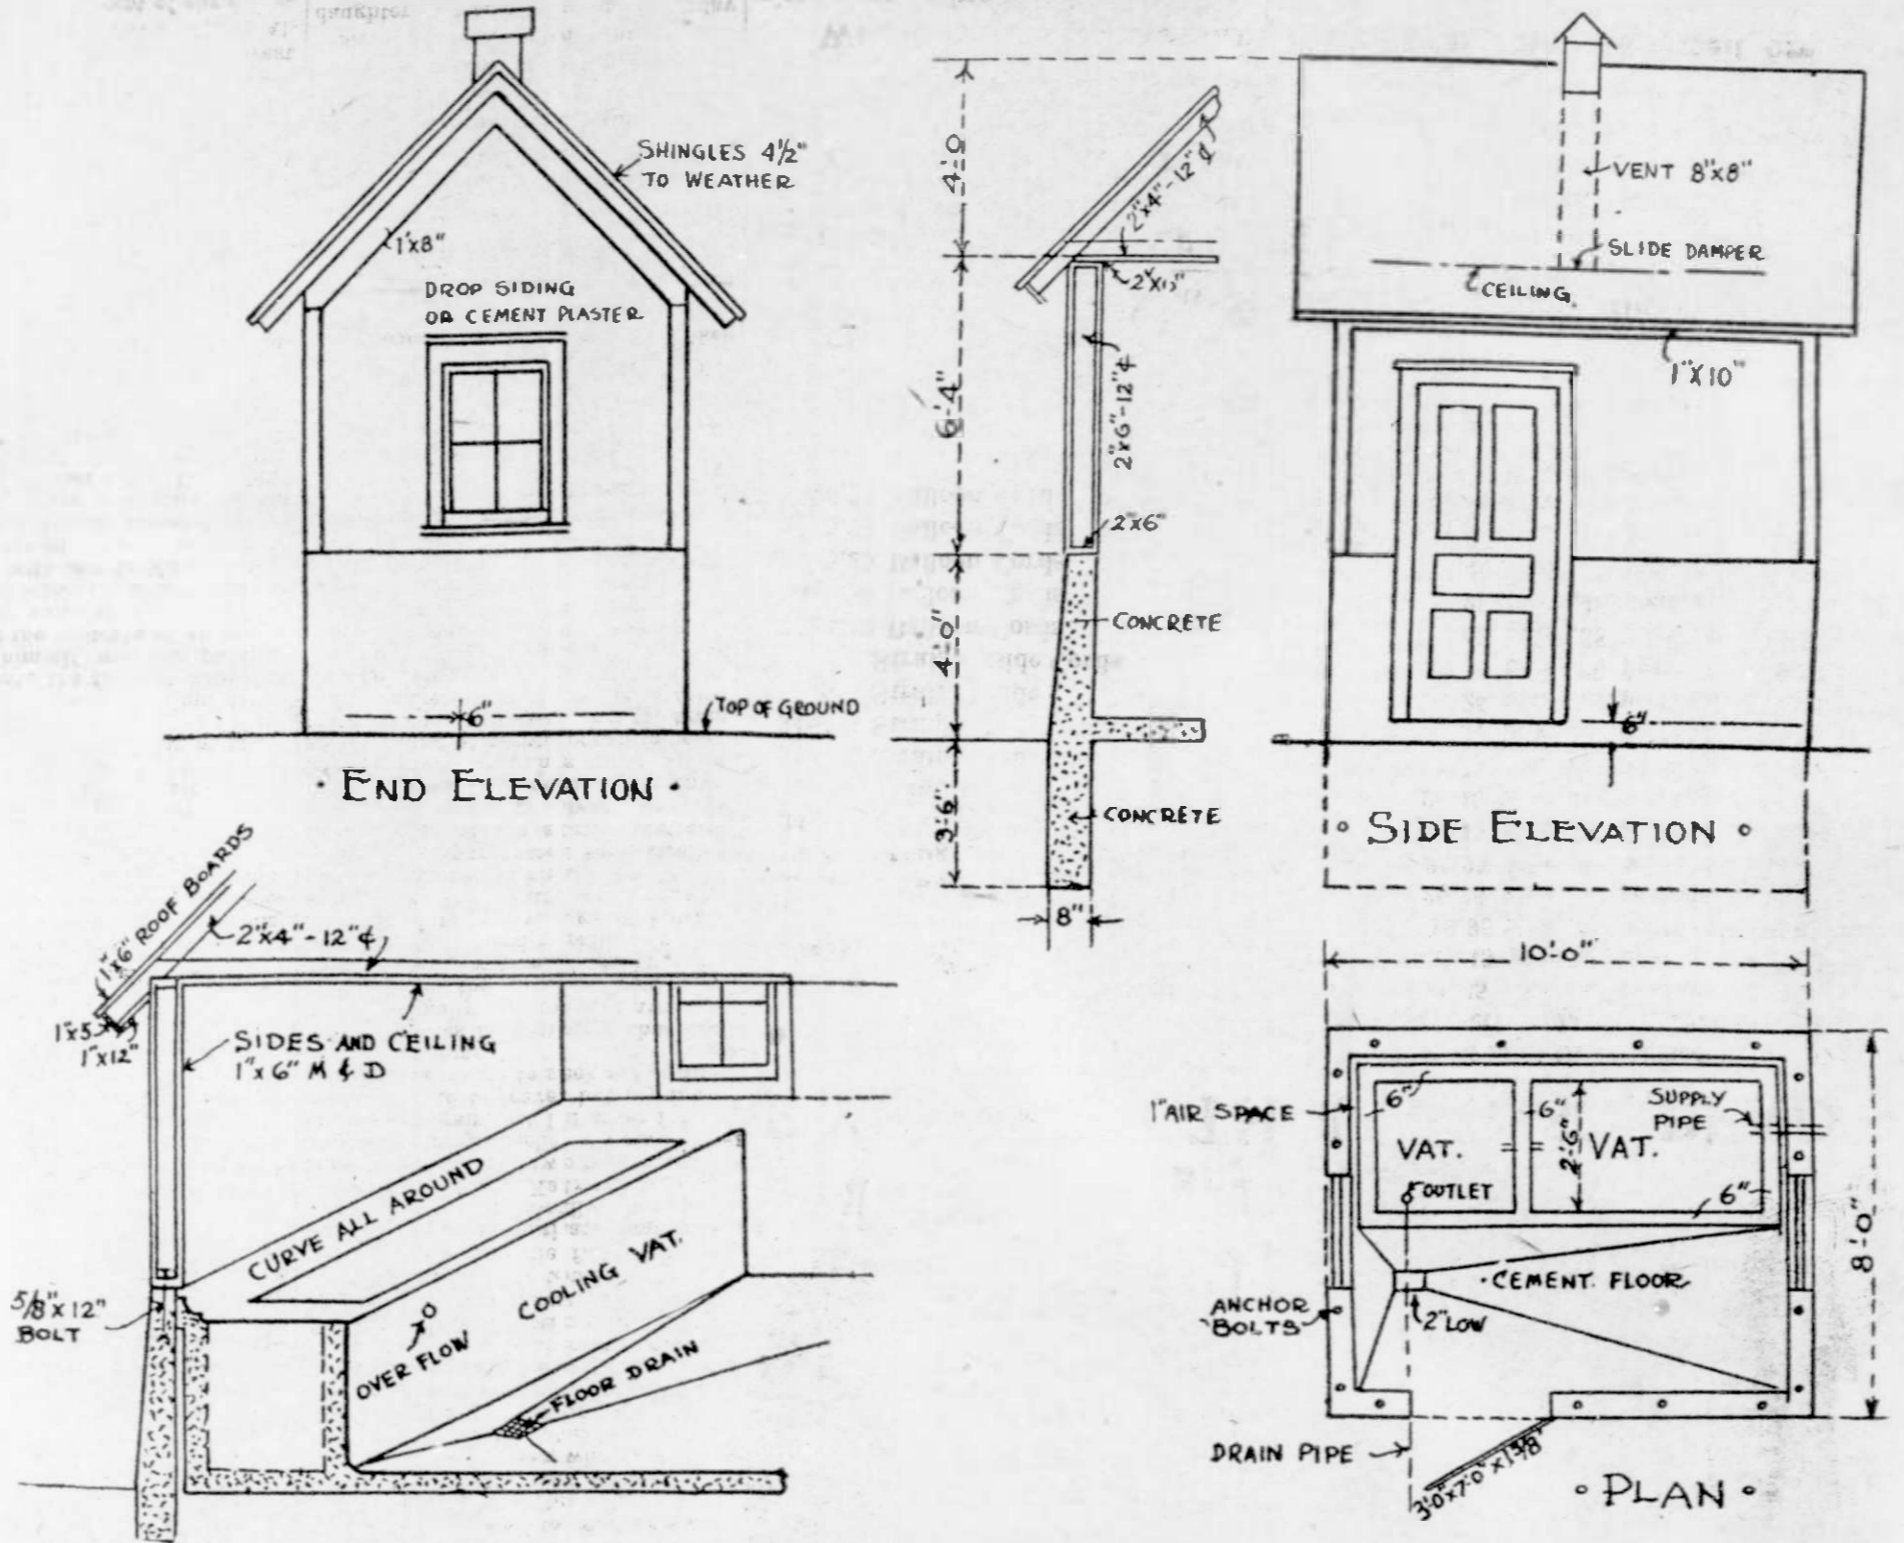 SHINGLES 4½"
TO WEATHER
1"x8"
DROP SIDING
OR CEMENT PLASTER
6"
TOP OF GROUND
· END ELEVATION ·
4'-0
6'-4"
4'-0"
3'-6"
2"x4"-12"¢
2"x6"-12"¢
2"x6"
CONCRETE
CONCRETE
8"
VENT 8"x8"
SLIDE DAMPER
CEILING.
1"x10"
6"
· SIDE ELEVATION ·
1"x6" ROOF BOARDS
2"x4"-12"¢
1"x5"
1"x12"
SIDES AND CEILING
1"x6" M & D
CURVE ALL AROUND
COOLING VAT.
OVER FLOW
FLOOR DRAIN
5/8"x12"
BOLT
10'-0"
8'-0"
1" AIR SPACE
6"
6"
2'-6"
SUPPLY
PIPE
VAT.
VAT.
OUTLET
6"
· CEMENT. FLOOR
2" LOW
ANCHOR
BOLTS
DRAIN PIPE
3'-0"x7'-0"x1 3/8"
· PLAN ·